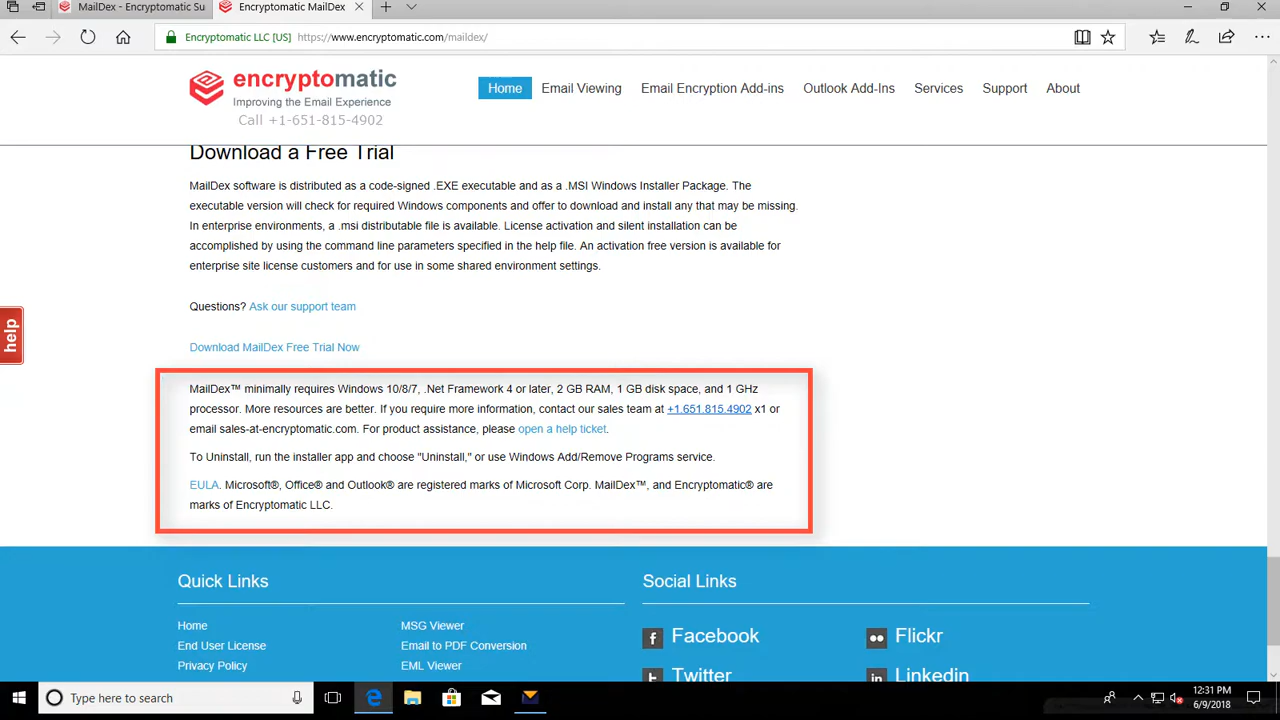 MailDex - Encryptomatic Su
Encryptomatic MailDex
Encryptomatic LLC [US] https://www.encryptomatic.com/maildex/
encryptomatic
Improving the Email Experience
Call +1-651-815-4902
Home Email Viewing Email Encryption Add-ins Outlook Add-Ins Services Support About
Download a Free Trial
MailDex software is distributed as a code-signed .EXE executable and as a .MSI Windows Installer Package. The
executable version will check for required Windows components and offer to download and install any that may be missing.
In enterprise environments, a .msi distributable file is available. License activation and silent installation can be
accomplished by using the command line parameters specified in the help file. An activation free version is available for
enterprise site license customers and for use in some shared environment settings.
Questions? Ask our support team
help
Download MailDex Free Trial Now
MailDex™ minimally requires Windows 10/8/7, .Net Framework 4 or later, 2 GB RAM, 1 GB disk space, and 1 GHz
processor. More resources are better. If you require more information, contact our sales team at +1.651.815.4902 x1 or
email sales-at-encryptomatic.com. For product assistance, please open a help ticket.
To Uninstall, run the installer app and choose "Uninstall," or use Windows Add/Remove Programs service.
EULA. Microsoft®, Office® and Outlook® are registered marks of Microsoft Corp. MailDex™, and Encryptomatic® are
marks of Encryptomatic LLC.
Quick Links
Home
End User License
Privacy Policy
MSG Viewer
Email to PDF Conversion
EML Viewer
Social Links
Facebook
Flickr
Twitter
Linkedin
Type here to search
12:31 PM
6/9/2018